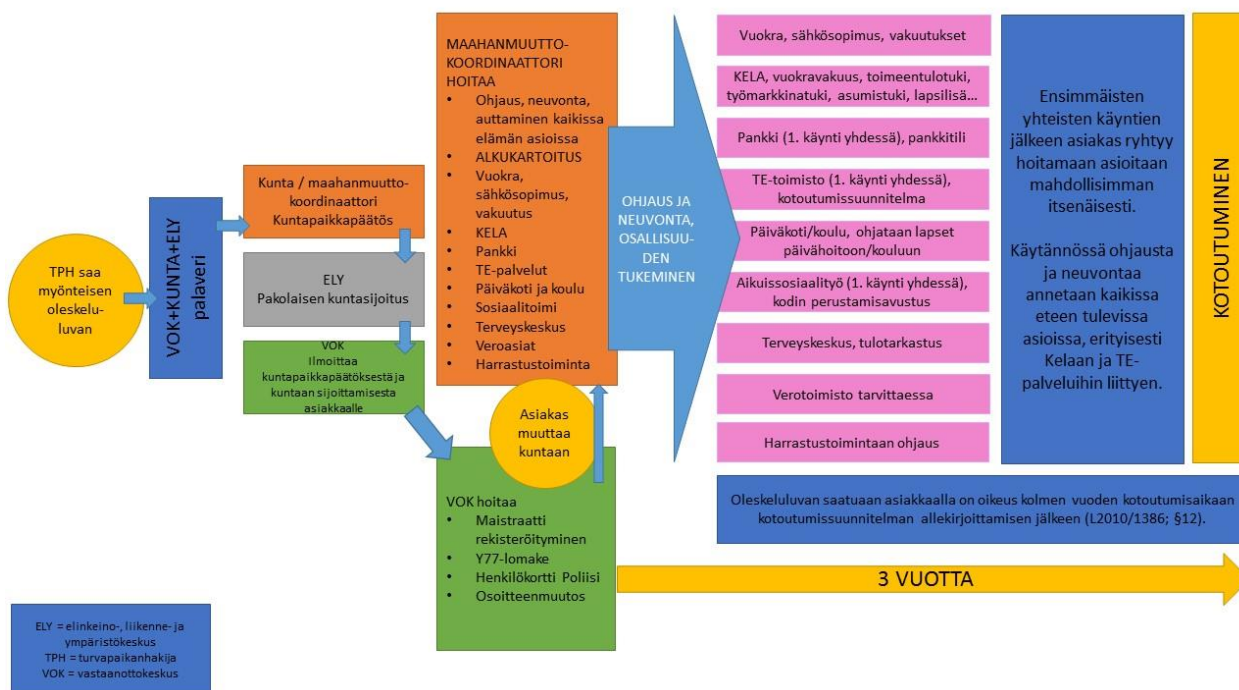 TPH saa
myönteisen
oleskelu-
luvan
VOK+KUNTA+ELY
palaveri
Kunta / maahanmuutto-
koordinaattori
Kuntapaikkapäätös
ELY
Pakolaisen kuntasijoitus
VOK
Ilmoittaa
kuntapaikkapäätöksestä ja
kuntaan sijoittamisesta
asiakkaalle
MAAHANMUUTTO-
KOORDINAATTORI
HOITAA
• Ohjaus, neuvonta,
auttaminen kaikissa
elämän asioissa
• ALKUKARTOITUS
• Vuokra,
sähkösopimus,
vakuutus
• KELA
• Pankki
• TE-palvelut
• Päiväkoti ja koulu
• Sosiaalitoimi
• Terveyskeskus
• Veroasiat
• Harrastustoiminta
Asiakas
muuttaa
kuntaan
VOK hoitaa
• Maistraatti
rekisteröityminen
• Y77-lomake
• Henkilökortti Poliisi
• Osoitteenmuutos
OHJAUS JA
NEUVONTA,
OSALLISUU-
DEN
TUKEMINEN
Vuokra, sähkösopimus, vakuutukset
KELA, vuokravakuus, toimeentulotuki,
työmarkkinatuki, asumistuki, lapsilisä…
Pankki (1. käynti yhdessä), pankkitili
TE-toimisto (1. käynti yhdessä),
kotoutumissuunnitelma
Päiväkoti/koulu, ohjataan lapset
päivähoitoon/kouluun
Aikuissosiaalityö (1. käynti yhdessä),
kodin perustamisavustus
Terveyskeskus, tulotarkastus
Verotoimisto tarvittaessa
Harrastustoimintaan ohjaus
Ensimmäisten
yhteisten käyntien
jälkeen asiakas ryhtyy
hoitamaan asioitaan
mahdollisimman
itsenäisesti.
Käytännössä ohjausta
ja neuvontaa
annetaan kaikissa
eteen tulevissa
asioissa, erityisesti
Kelaan ja TE-
palveluihin liittyen.
KOTOUTUMINEN
Oleskeluluvan saatuaan asiakkaalla on oikeus kolmen vuoden kotoutumisaikaan
kotoutumissuunnitelman allekirjoittamisen jälkeen (L2010/1386; §12).
3 VUOTTA
ELY = elinkeino-, liikenne- ja
ympäristökeskus
TPH = turvapaikanhakija
VOK = vastaanottokeskus